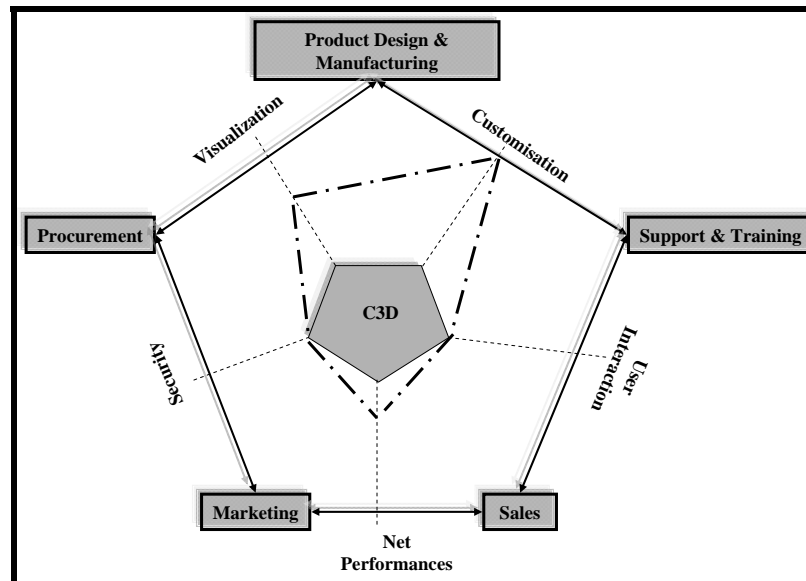 Product Design &
Manufacturing
Visualization
Customisation
Procurement
Support & Training
C3D
Security
User
Interaction
Marketing
Sales
Net
Performances